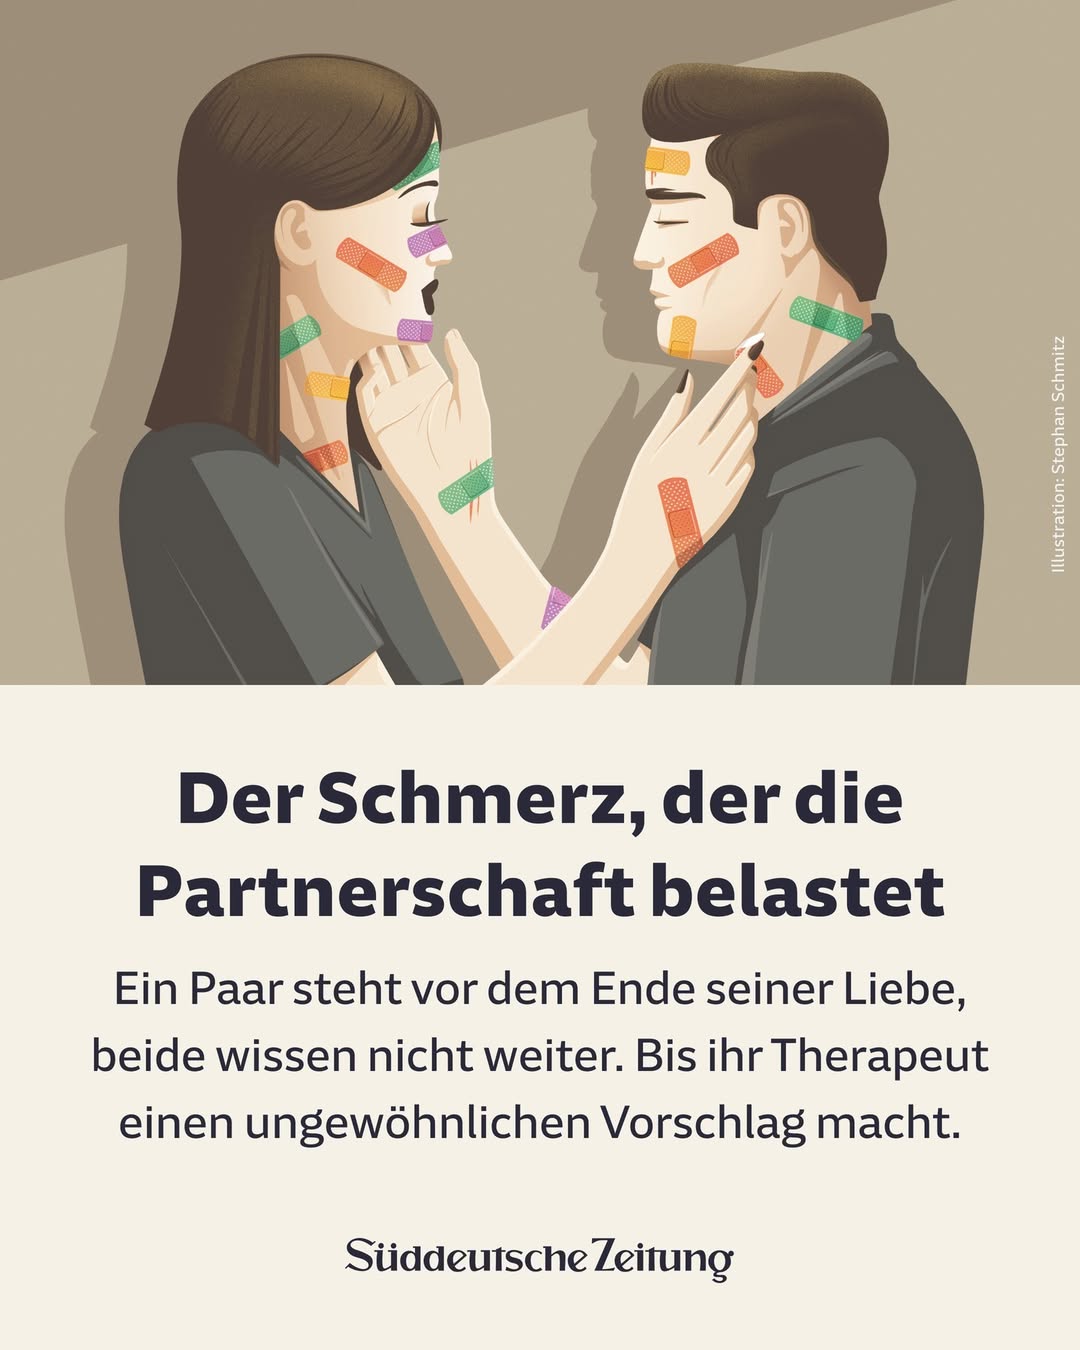 Illustration: Stephan Schmitz
Der Schmerz, der die
Partnerschaft belastet
Ein Paar steht vor dem Ende seiner Liebe,
beide wissen nicht weiter. Bis ihr Therapeut
einen ungewöhnlichen Vorschlag macht.
Süddeutsche Zeitung